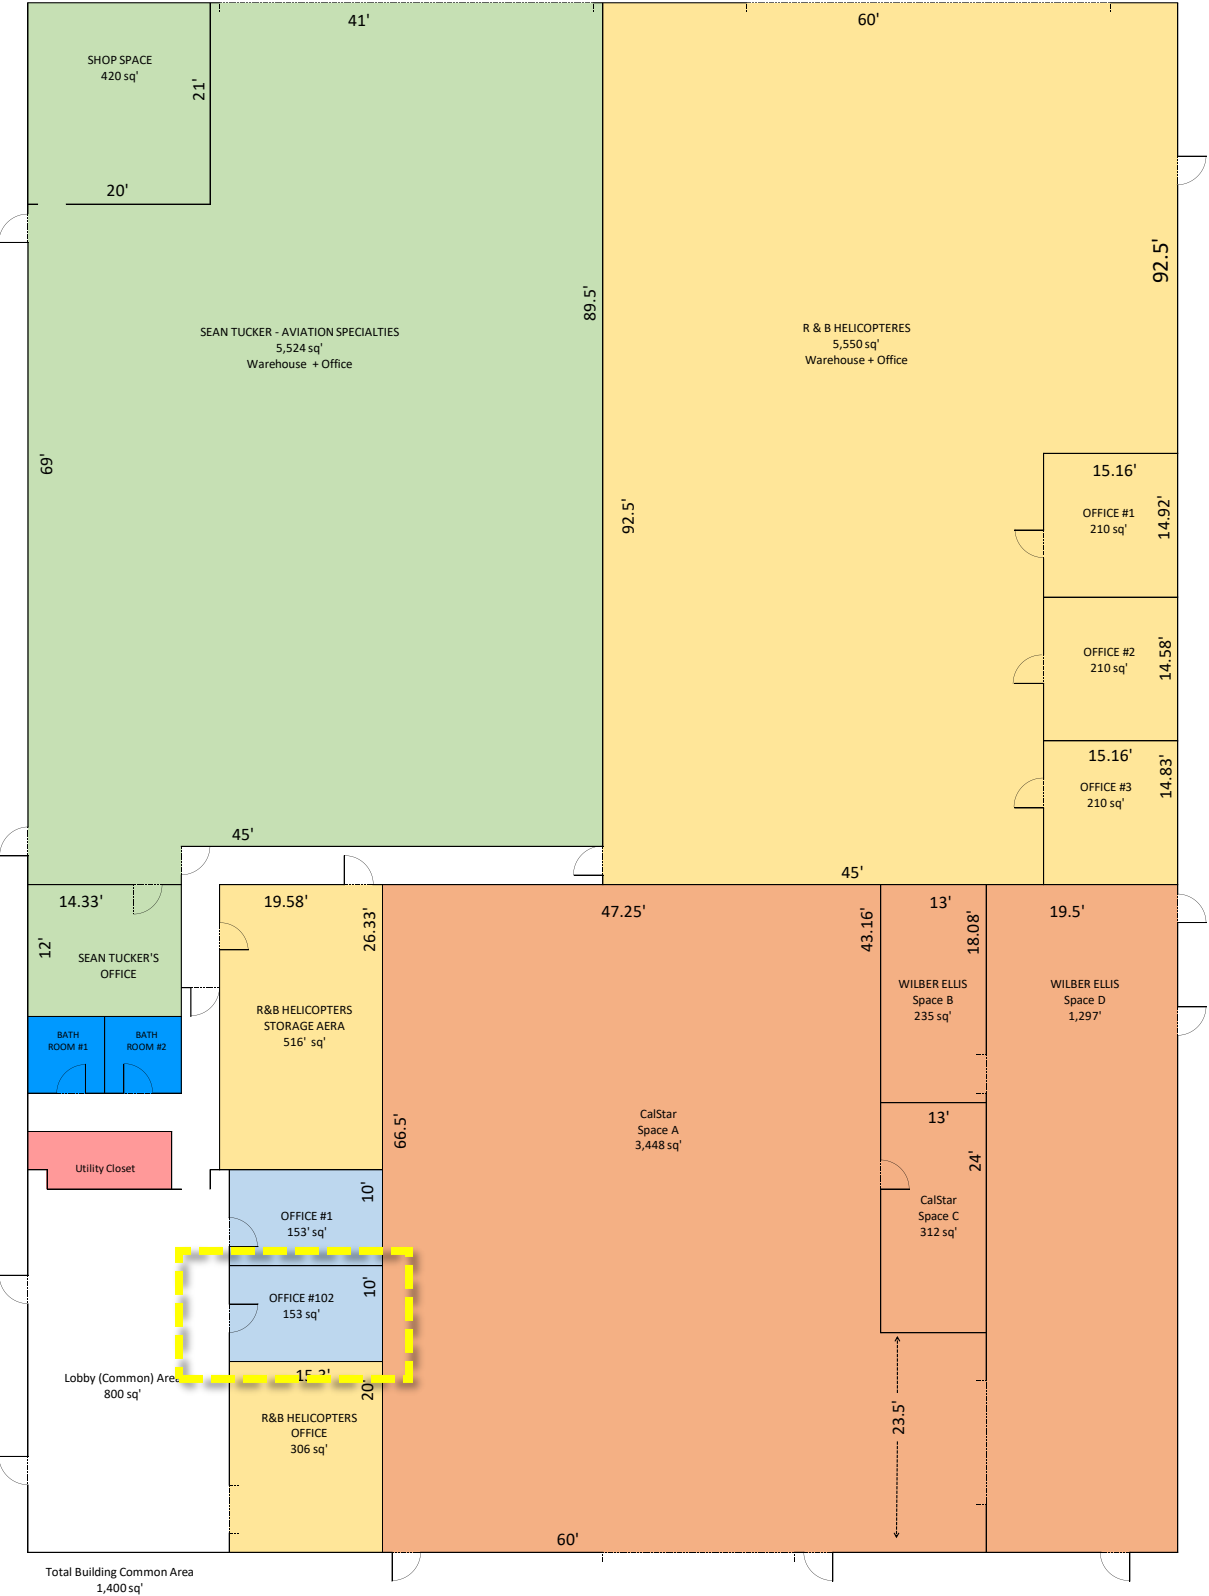 41'
60'
SHOP SPACE
420 sq'
21'
20'
92.5'
89.5'
SEAN TUCKER - AVIATION SPECIALTIES
5,524 sq'
Warehouse + Office
R & B HELICOPTERES
5,550 sq'
Warehouse + Office
69'
92.5'
15.16'
OFFICE #1
210 sq'
14.92'
OFFICE #2
210 sq'
14.58'
15.16'
OFFICE #3
210 sq'
14.83'
45'
45'
14.33'
12'
SEAN TUCKER'S
OFFICE
19.58'
26.33'
47.25'
43.16'
13'
18.08'
19.5'
R&B HELICOPTERS
STORAGE AERA
516' sq'
WILBER ELLIS
Space B
235 sq'
WILBER ELLIS
Space D
1,297'
BATH
ROOM #1
BATH
ROOM #2
66.5'
CalStar
Space A
3,448 sq'
13'
24'
CalStar
Space C
312 sq'
Utility Closet
OFFICE #1
153' sq'
10'
OFFICE #102
153 sq'
10'
15.3'
20'
Lobby (Common) Area
800 sq'
R&B HELICOPTERS
OFFICE
306 sq'
23.5'
60'
Total Building Common Area
1,400 sq'